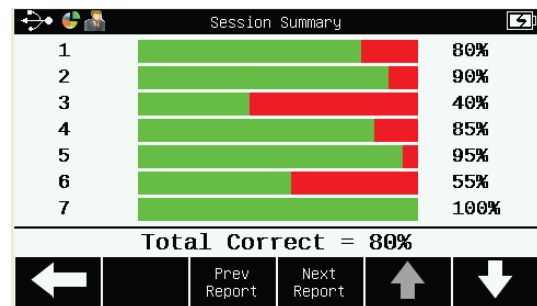 Session Summary
1 80%
2 90%
3 40%
4 85%
5 95%
6 55%
7 100%
Total Correct = 80%
Prev Report
Next Report